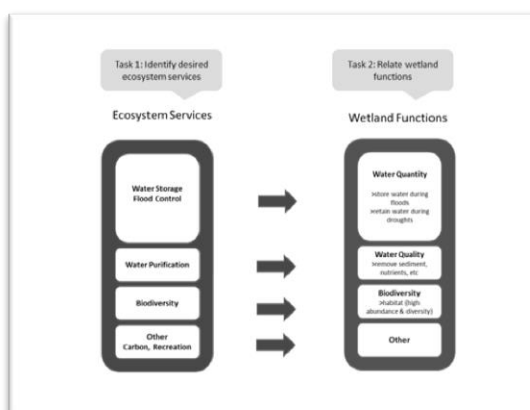 Task 1: Identify desired
ecosystem services
Task 2: Relate wetland
functions
Ecosystem Services
Wetland Functions
Water Storage
Flood Control
Water Purification
Biodiversity
Other
Carbon, Recreation
Water Quantity
>store water during
floods
>retain water during
droughts
Water Quality
>remove sediment,
nutrients, etc
Biodiversity
>habitat (high
abundance & diversity)
Other